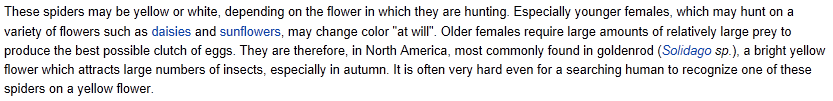 These spiders may be yellow or white, depending on the flower in which they are hunting. Especially younger females, which may hunt on a
variety of flowers such as daisies and sunflowers, may change color "at will". Older females require large amounts of relatively large prey to
produce the best possible clutch of eggs. They are therefore, in North America, most commonly found in goldenrod (Solidago sp.), a bright yellow
flower which attracts large numbers of insects, especially in autumn. It is often very hard even for a searching human to recognize one of these
spiders on a yellow flower.